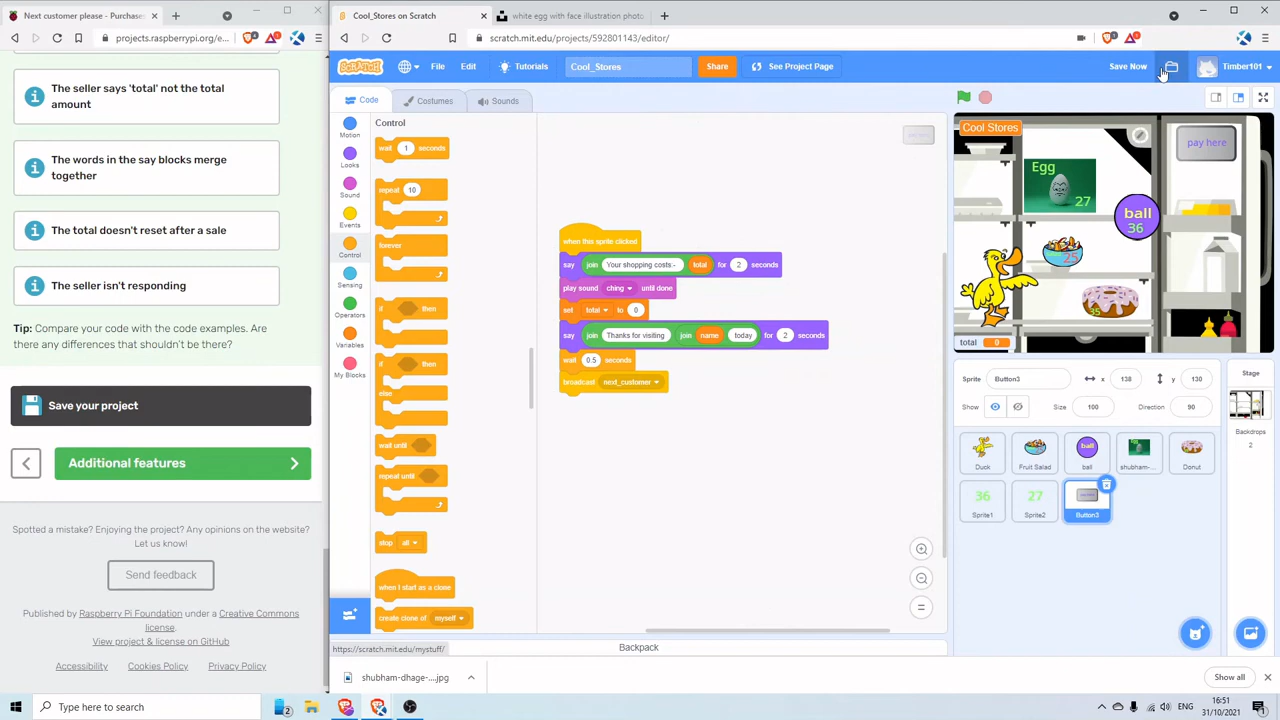 Next customer please - Purchase
Cool_Stores on Scratch
white egg with face illustration photo
projects.raspberrypi.org/e...
scratch.mit.edu/projects/592801143/editor/
The seller says 'total' not the total
amount
The words in the say blocks merge
together
The total doesn't reset after a sale
The seller isn't responding
Tip: Compare your code with the code examples. Are
there any differences that shouldn't be there?
Save your project
Additional features
Spotted a mistake? Enjoying the project? Any opinions on the website?
Let us know!
Send feedback
Published by Raspberry Pi Foundation under a Creative Commons
license.
View project & license on GitHub
Accessibility Cookies Policy Privacy Policy
SCRATCH
File Edit Tutorials Cool_Stores Share See Project Page Save Now Timber101
Code Costumes Sounds
Motion
Looks
Sound
Events
Control
Sensing
Operators
Variables
My Blocks
Control
wait 1 seconds
repeat 10
forever
if then
if then
else
wait until
repeat until
stop all
when I start as a clone
create clone of myself
when this sprite clicked
say join Your shopping costs - total for 2 seconds
play sound ching until done
set total to 0
say join Thanks for visiting join name today for 2 seconds
wait 0.5 seconds
broadcast next_customer
Cool Stores
pay here
Egg
27
ball
36
25
35
total 0
Sprite Button3 x 138 y 130
Show Size 100 Direction 90
Stage
Backdrops
2
Duck Fruit Salad ball shubham-... Donut
36 27
Sprite1 Sprite2 Button3
https://scratch.mit.edu/mystuff/
Backpack
shubham-dhage-....jpg
Show all
Type here to search
2
ENG
16:51
31/10/2021
1